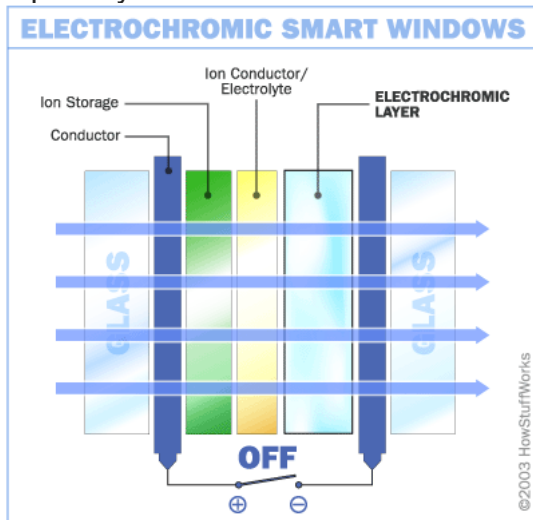 ELECTROCHROMIC SMART WINDOWS
Ion Conductor/
Electrolyte
Ion Storage
ELECTROCHROMIC
LAYER
Conductor
GLASS
GLASS
OFF
+ −
©2003 HowStuffWorks